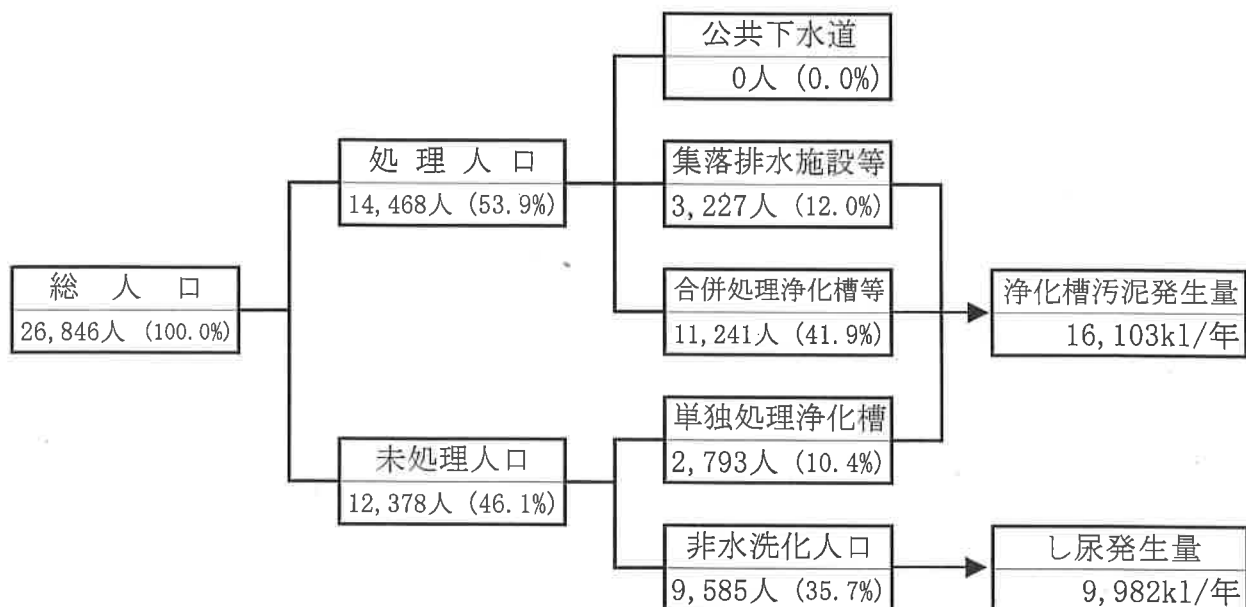 総人口
26,846人 (100.0%)
処理人口
14,468人 (53.9%)
未処理人口
12,378人 (46.1%)
公共下水道
0人 (0.0%)
集落排水施設等
3,227人 (12.0%)
合併処理浄化槽等
11,241人 (41.9%)
単独処理浄化槽
2,793人 (10.4%)
非水洗化人口
9,585人 (35.7%)
浄化槽汚泥発生量
16,103kl/年
し尿発生量
9,982kl/年